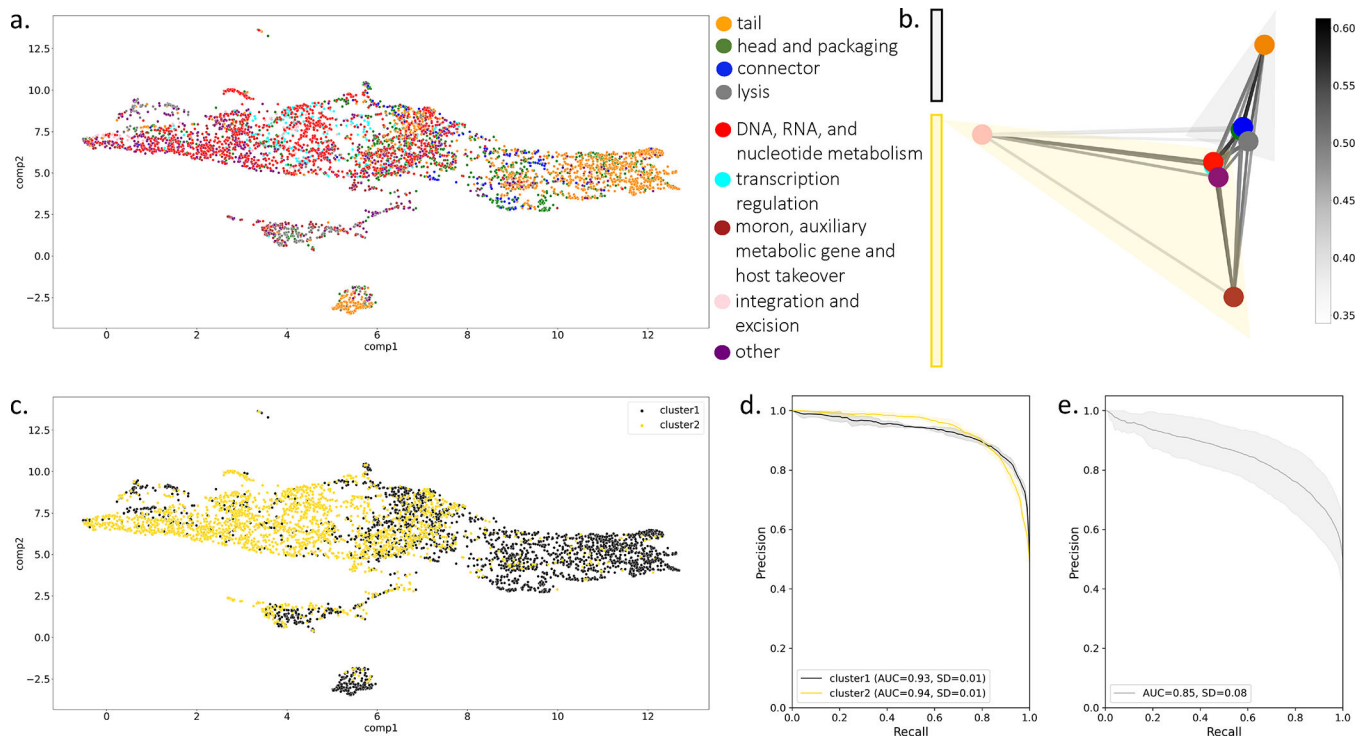 a.
12.5
10.0
7.5
5.0
2.5
0.0
−2.5
comp2
0
2
4
6
8
10
12
comp1
tail
head and packaging
connector
lysis
DNA, RNA, and
nucleotide metabolism
transcription
regulation
moron, auxiliary
metabolic gene and
host takeover
integration and
excision
other
b.
0.60
0.55
0.50
0.45
0.40
0.35
c.
12.5
10.0
7.5
5.0
2.5
0.0
−2.5
comp2
0
2
4
6
8
10
12
comp1
cluster1
cluster2
d.
1.0
0.8
0.6
0.4
0.2
0.0
Precision
0.0
0.2
0.4
0.6
0.8
1.0
Recall
cluster1 (AUC=0.93, SD=0.01)
cluster2 (AUC=0.94, SD=0.01)
e.
1.0
0.8
0.6
0.4
0.2
0.0
Precision
0.0
0.2
0.4
0.6
0.8
1.0
Recall
AUC=0.85, SD=0.08